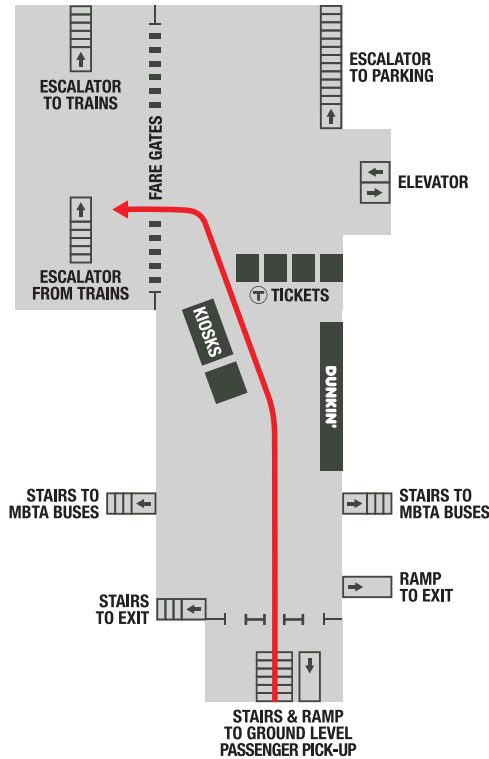 ESCALATOR
TO TRAINS
FARE GATES
ESCALATOR
TO PARKING
ELEVATOR
ESCALATOR
FROM TRAINS
T TICKETS
KIOSKS
DUNKIN'
STAIRS TO
MBTA BUSES
STAIRS TO
MBTA BUSES
RAMP
TO EXIT
STAIRS
TO EXIT
STAIRS & RAMP
TO GROUND LEVEL
PASSENGER PICK-UP